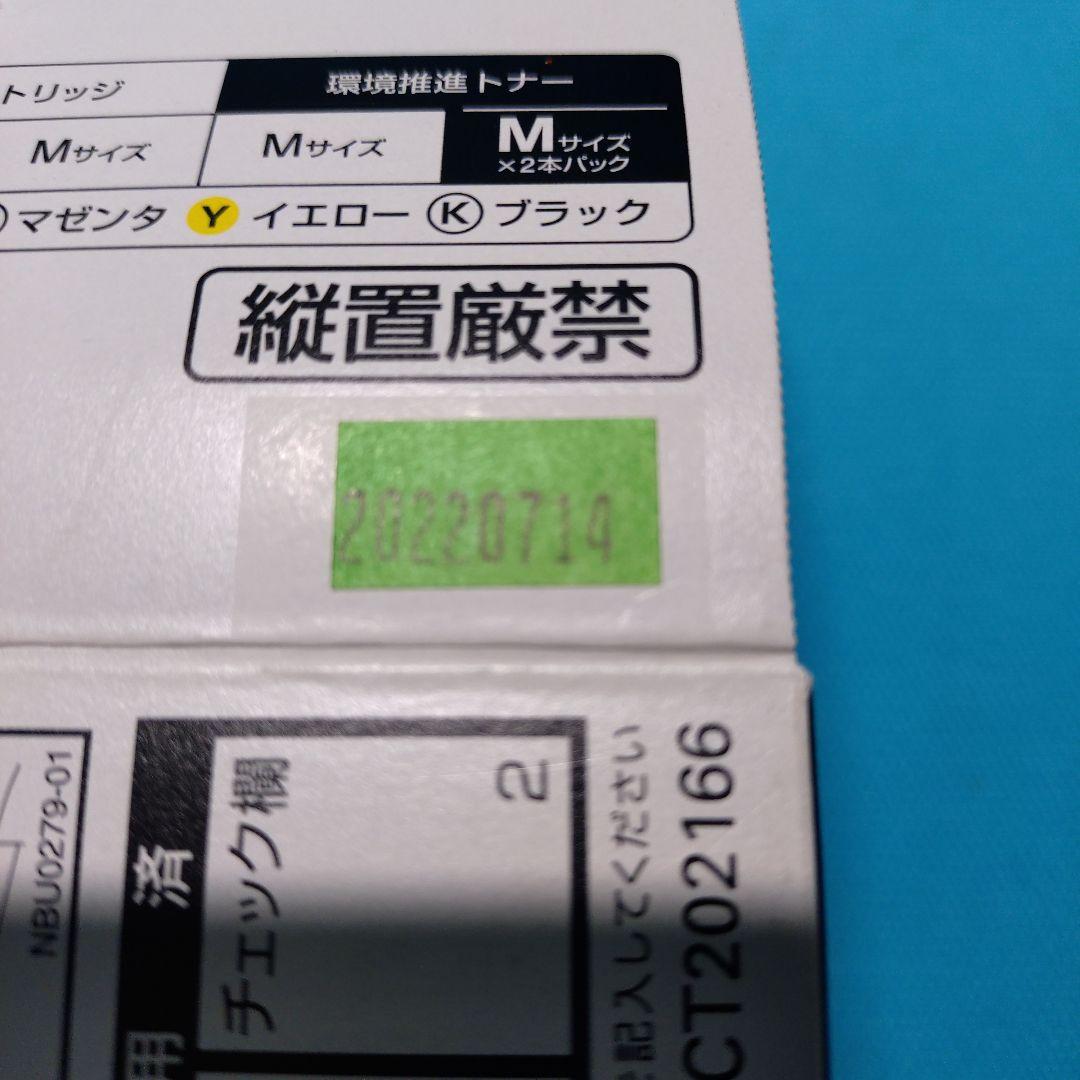 トリッジ
環境推進トナー
Mサイズ
Mサイズ
Mサイズ
×2本パック
マゼンタ Y イエロー K ブラック
縦置厳禁
20220714
NBU0279-01
済
チェック欄
2
記入してください
CT202166